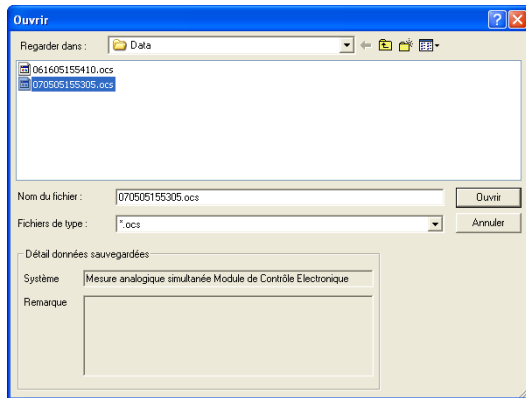 Ouvrir
Regarder dans : Data
061605155410.ocs
070505155305.ocs
Nom du fichier : 070505155305.ocs Ouvrir
Fichiers de type : *.ocs Annuler
Détail données sauvegardées
Système Mesure analogique simultanée Module de Contrôle Electronique
Remarque